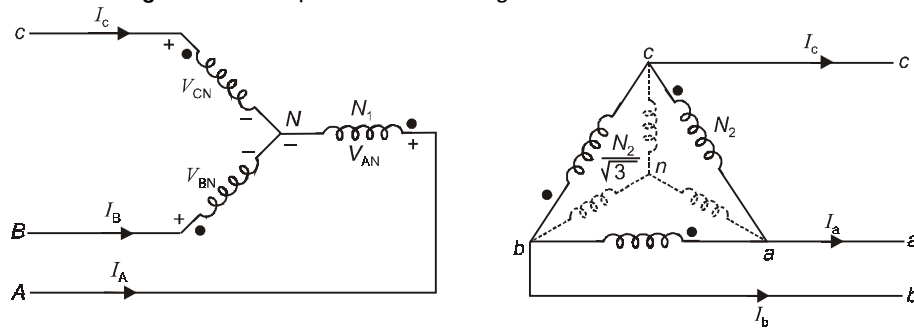 I_c
c
+
V_CN
−
N
N_1
−
−
+
V_AN
V_BN
+
I_B
B
I_A
A
c
I_c
c
N_2
N_2
√3
n
b
a
I_a
a
b
I_b